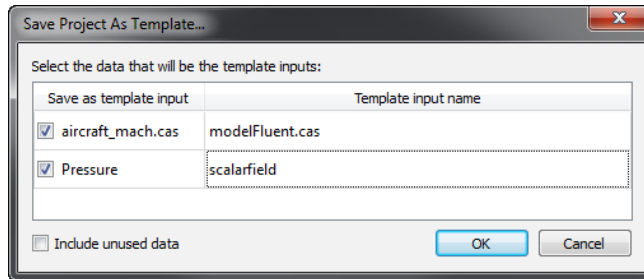 Save Project As Template...
Select the data that will be the template inputs:
Save as template input Template input name
aircraft_mach.cas modelFluent.cas
Pressure scalarfield
Include unused data OK Cancel